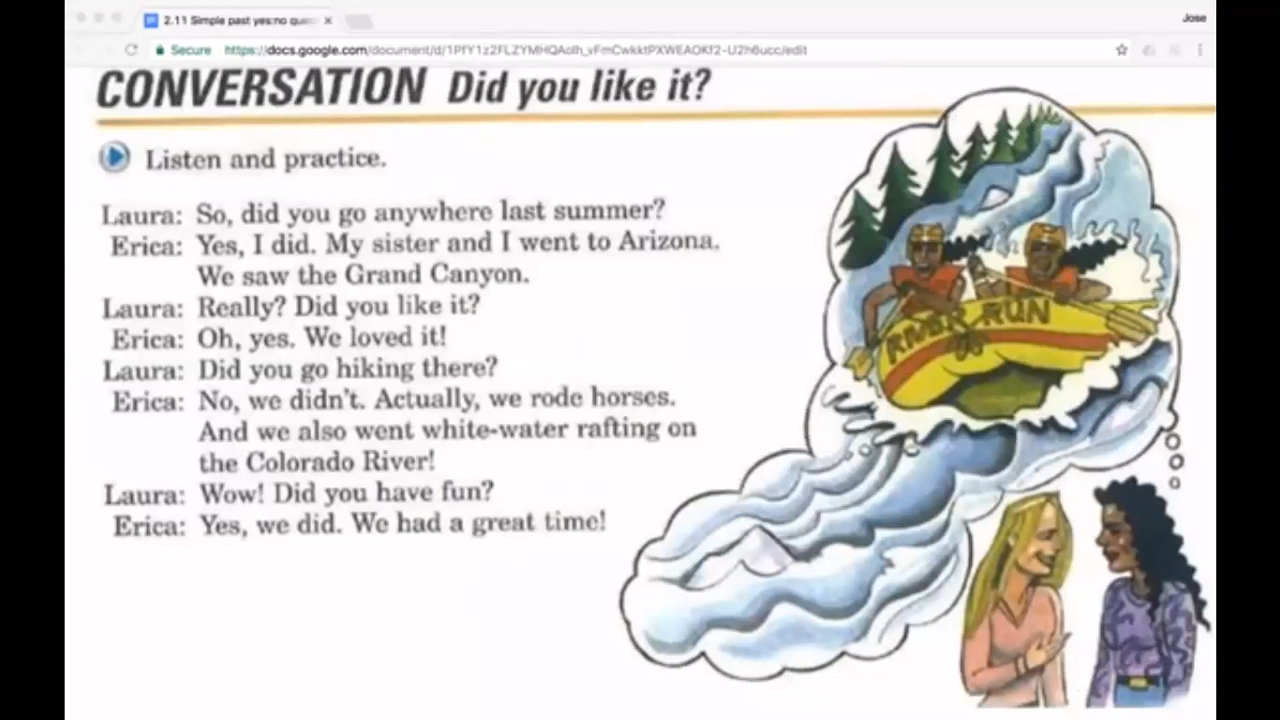 2.11 Simple past yes:no ques
Jose
Secure https://docs.google.com/document/d/
CONVERSATION Did you like it?
Listen and practice.
Laura: So, did you go anywhere last summer?
Erica: Yes, I did. My sister and I went to Arizona.
We saw the Grand Canyon.
Laura: Really? Did you like it?
Erica: Oh, yes. We loved it!
Laura: Did you go hiking there?
Erica: No, we didn't. Actually, we rode horses.
And we also went white-water rafting on
the Colorado River!
Laura: Wow! Did you have fun?
Erica: Yes, we did. We had a great time!
RIVER RUN